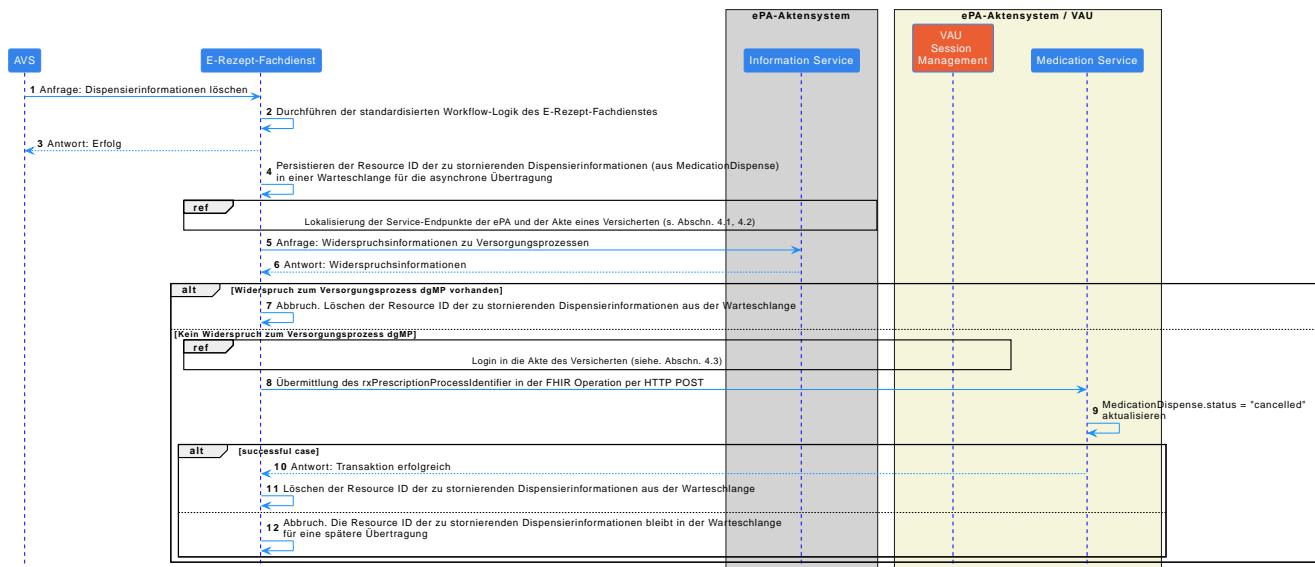 ePA-Aktensystem
ePA-Aktensystem / VAU
AVS
E-Rezept-Fachdienst
Information Service
VAU
Session
Management
Medication Service
1 Anfrage: Dispensierinformationen löschen
2 Durchführen der standardisierten Workflow-Logik des E-Rezept-Fachdienstes
3 Antwort: Erfolg
4 Persistieren der Resource ID der zu stornierenden Dispensierinformationen (aus MedicationDispense)
in einer Warteschlange für die asynchrone Übertragung
ref
Lokalisierung der Service-Endpunkte der ePA und der Akte eines Versicherten (s. Abschn. 4.1, 4.2)
5 Anfrage: Widerspruchsinformationen zu Versorgungsprozessen
6 Antwort: Widerspruchsinformationen
alt
[Widerspruch zum Versorgungsprozess dgMP vorhanden]
7 Abbruch. Löschen der Resource ID der zu stornierenden Dispensierinformationen aus der Warteschlange
[Kein Widerspruch zum Versorgungsprozess dgMP]
ref
Login in die Akte des Versicherten (siehe. Abschn. 4.3)
8 Übermittlung des rxPrescriptionProcessIdentifier in der FHIR Operation per HTTP POST
9 MedicationDispense.status = "cancelled"
aktualisieren
alt
[successful case]
10 Antwort: Transaktion erfolgreich
11 Löschen der Resource ID der zu stornierenden Dispensierinformationen aus der Warteschlange
12 Abbruch. Die Resource ID der zu stornierenden Dispensierinformationen bleibt in der Warteschlange
für eine spätere Übertragung